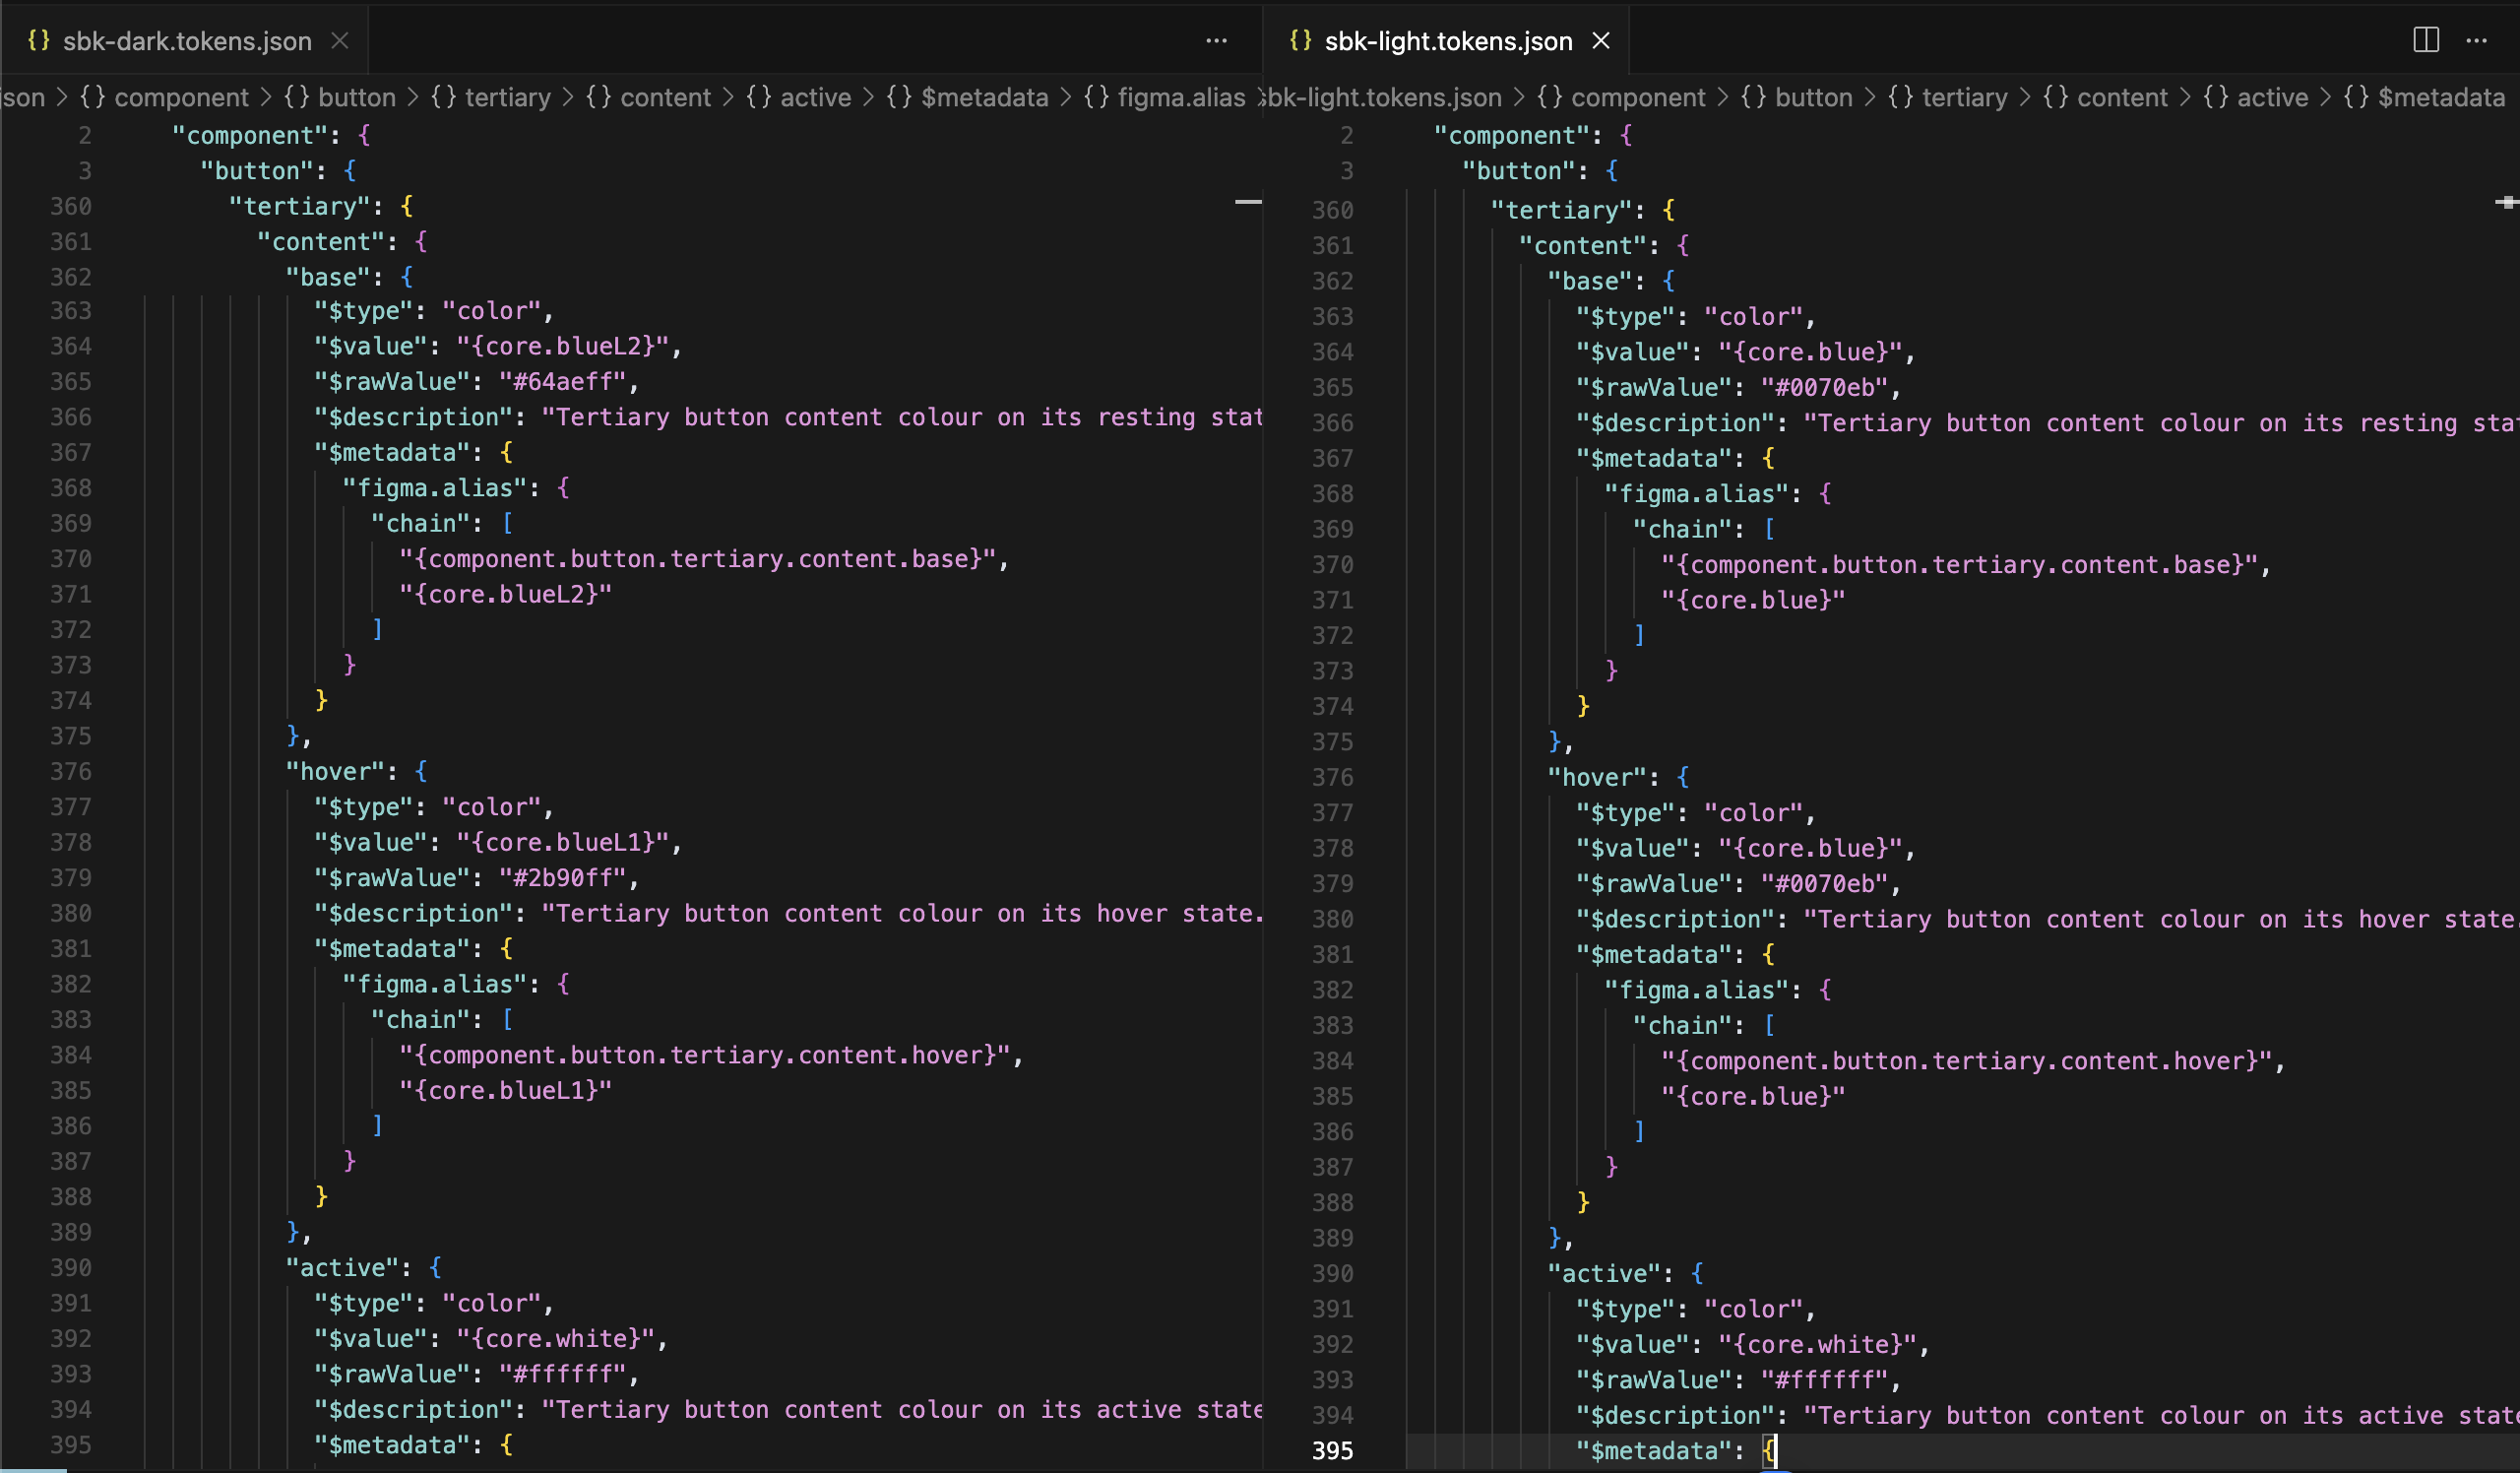 sbk-dark.tokens.json
json > {} component > {} button > {} tertiary > {} content > {} active > {} $metadata > {} figma.alias >
2 "component": {
3 "button": {
360 "tertiary": {
361 "content": {
362 "base": {
363 "$type": "color",
364 "$value": "{core.blueL2}",
365 "$rawValue": "#64aeff",
366 "$description": "Tertiary button content colour on its resting stat
367 "$metadata": {
368 "figma.alias": {
369 "chain": [
370 "{component.button.tertiary.content.base}",
371 "{core.blueL2}"
372 ]
373 }
374 }
375 },
376 "hover": {
377 "$type": "color",
378 "$value": "{core.blueL1}",
379 "$rawValue": "#2b90ff",
380 "$description": "Tertiary button content colour on its hover state.
381 "$metadata": {
382 "figma.alias": {
383 "chain": [
384 "{component.button.tertiary.content.hover}",
385 "{core.blueL1}"
386 ]
387 }
388 }
389 },
390 "active": {
391 "$type": "color",
392 "$value": "{core.white}",
393 "$rawValue": "#ffffff",
394 "$description": "Tertiary button content colour on its active state
395 "$metadata": {
sbk-light.tokens.json
sbk-light.tokens.json > {} component > {} button > {} tertiary > {} content > {} active > {} $metadata
2 "component": {
3 "button": {
360 "tertiary": {
361 "content": {
362 "base": {
363 "$type": "color",
364 "$value": "{core.blue}",
365 "$rawValue": "#0070eb",
366 "$description": "Tertiary button content colour on its resting stat
367 "$metadata": {
368 "figma.alias": {
369 "chain": [
370 "{component.button.tertiary.content.base}",
371 "{core.blue}"
372 ]
373 }
374 }
375 },
376 "hover": {
377 "$type": "color",
378 "$value": "{core.blue}",
379 "$rawValue": "#0070eb",
380 "$description": "Tertiary button content colour on its hover state.
381 "$metadata": {
382 "figma.alias": {
383 "chain": [
384 "{component.button.tertiary.content.hover}",
385 "{core.blue}"
386 ]
387 }
388 }
389 },
390 "active": {
391 "$type": "color",
392 "$value": "{core.white}",
393 "$rawValue": "#ffffff",
394 "$description": "Tertiary button content colour on its active state
395 "$metadata": {